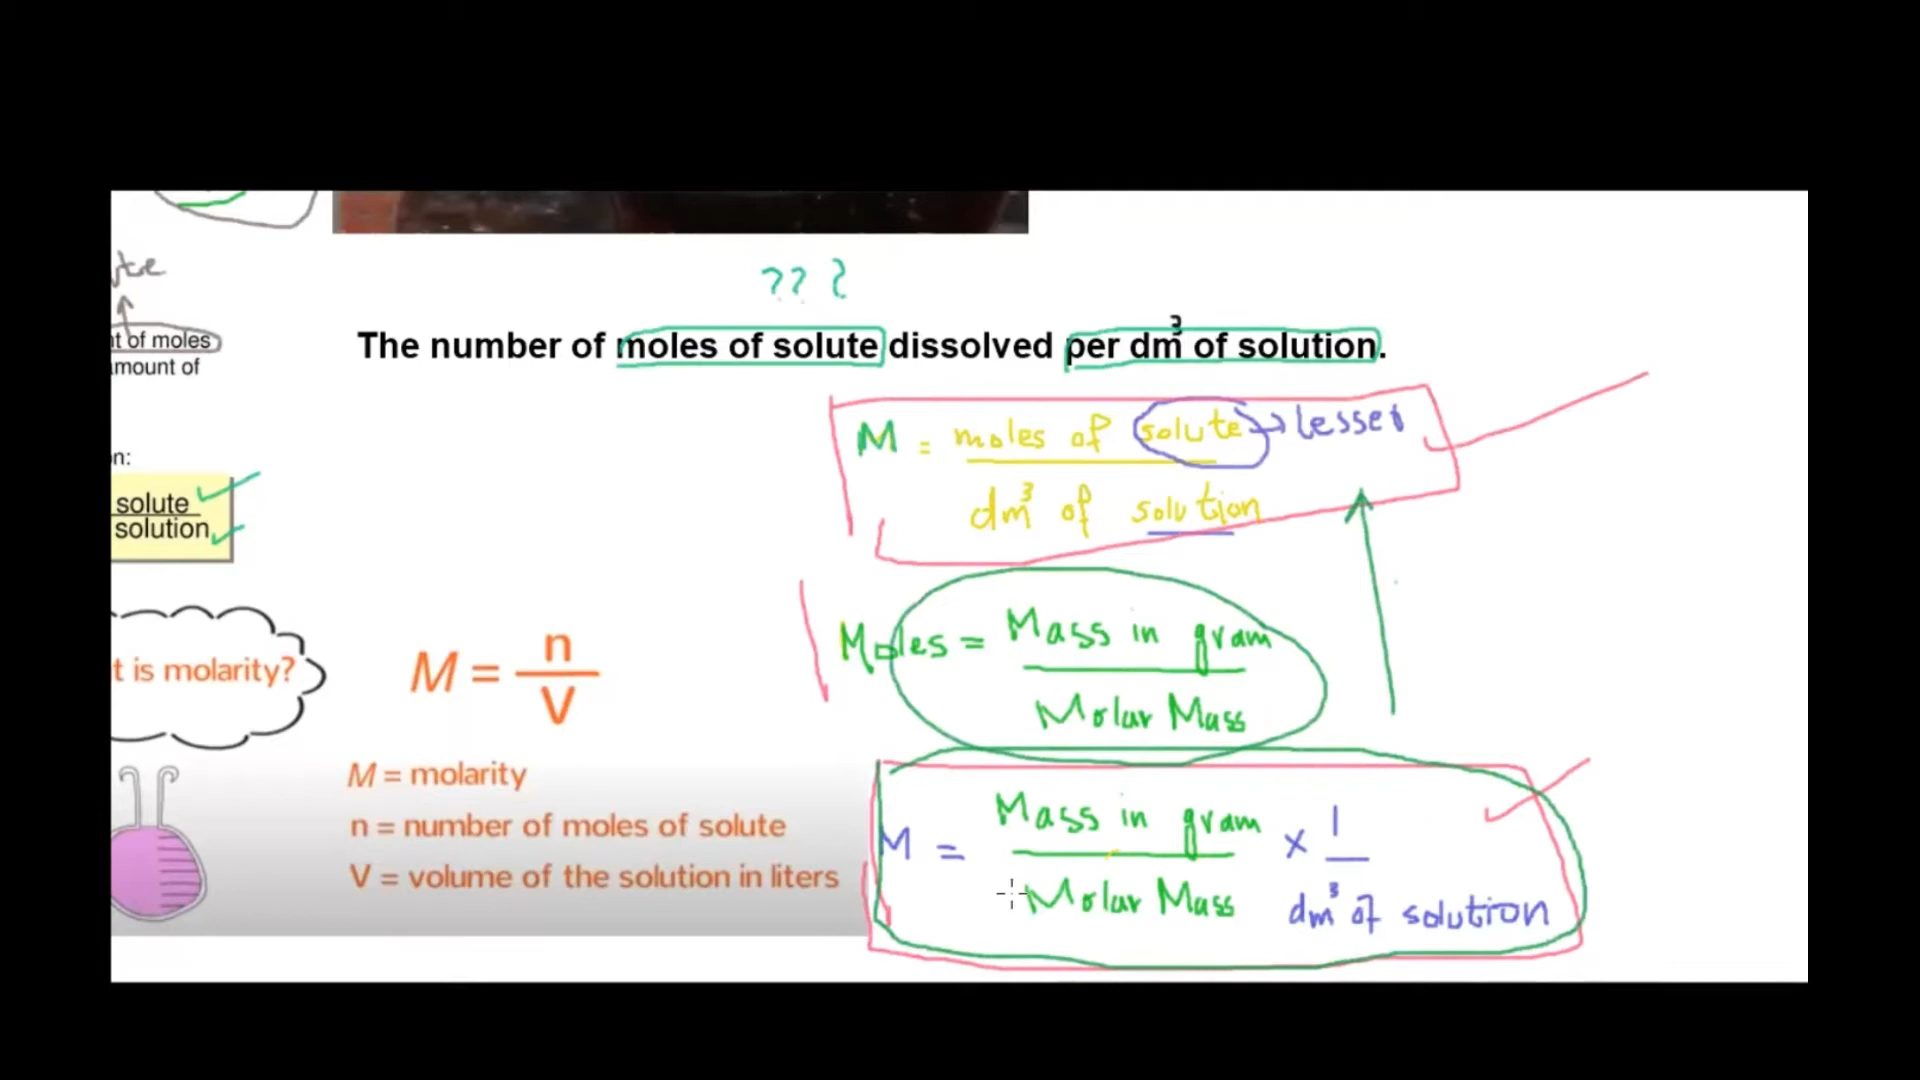 ?? ?
The number of moles of solute dissolved per dm³ of solution.
t of moles
mount of
M = moles of solute → lesser
dm³ of solution
n:
solute
solution
Moles = Mass in gram
Molar Mass
t is molarity?
M = n
V
M = molarity
n = number of moles of solute
V = volume of the solution in liters
M = Mass in gram × 1
Molar Mass dm³ of solution